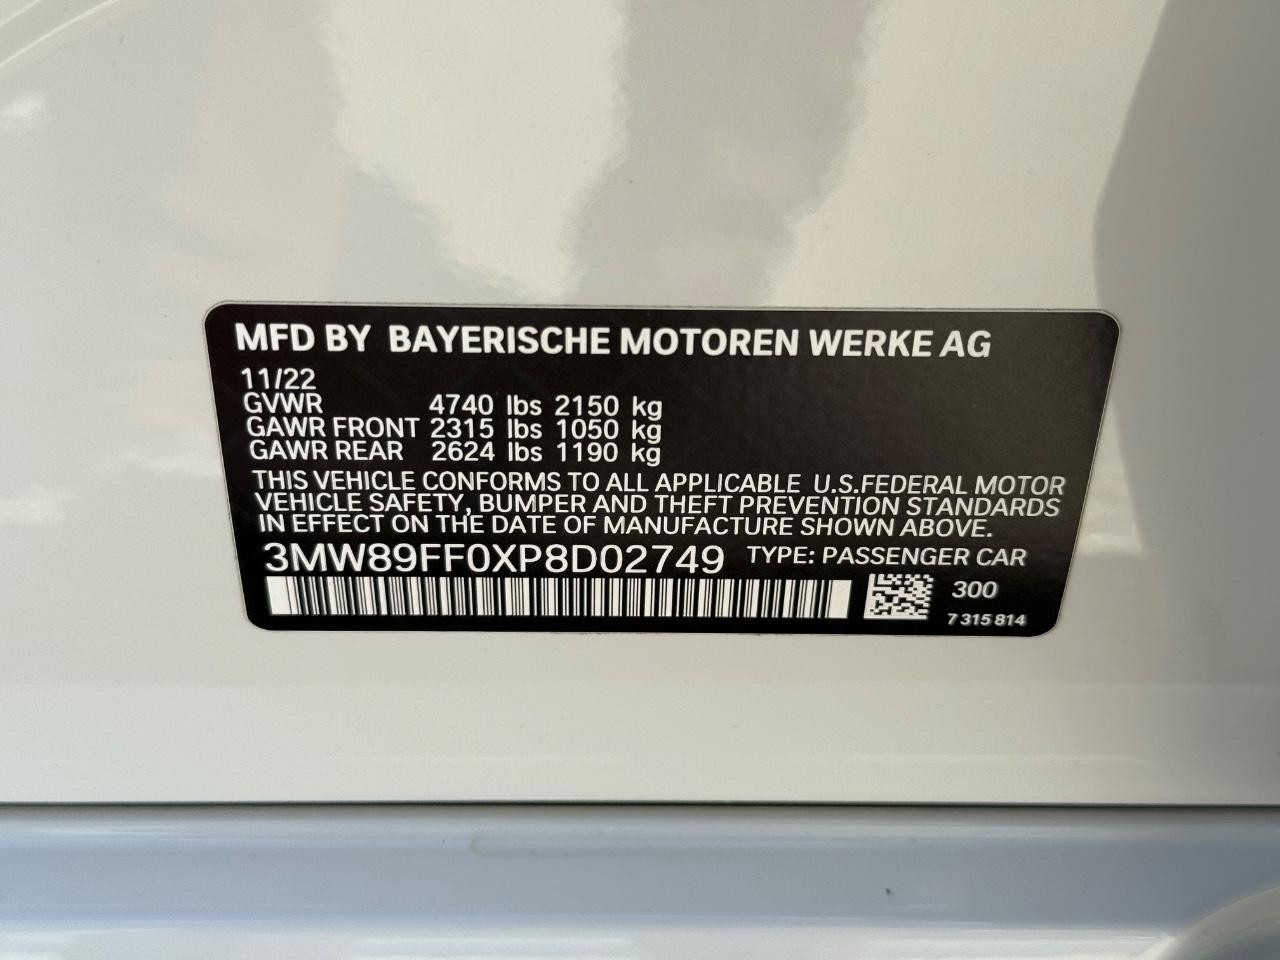 MFD BY BAYERISCHE MOTOREN WERKE AG
11/22
GVWR 4740 lbs 2150 kg
GAWR FRONT 2315 lbs 1050 kg
GAWR REAR 2624 lbs 1190 kg
THIS VEHICLE CONFORMS TO ALL APPLICABLE U.S.FEDERAL MOTOR
VEHICLE SAFETY, BUMPER AND THEFT PREVENTION STANDARDS
IN EFFECT ON THE DATE OF MANUFACTURE SHOWN ABOVE.
3MW89FF0XP8D02749 TYPE: PASSENGER CAR
300
7 315 814